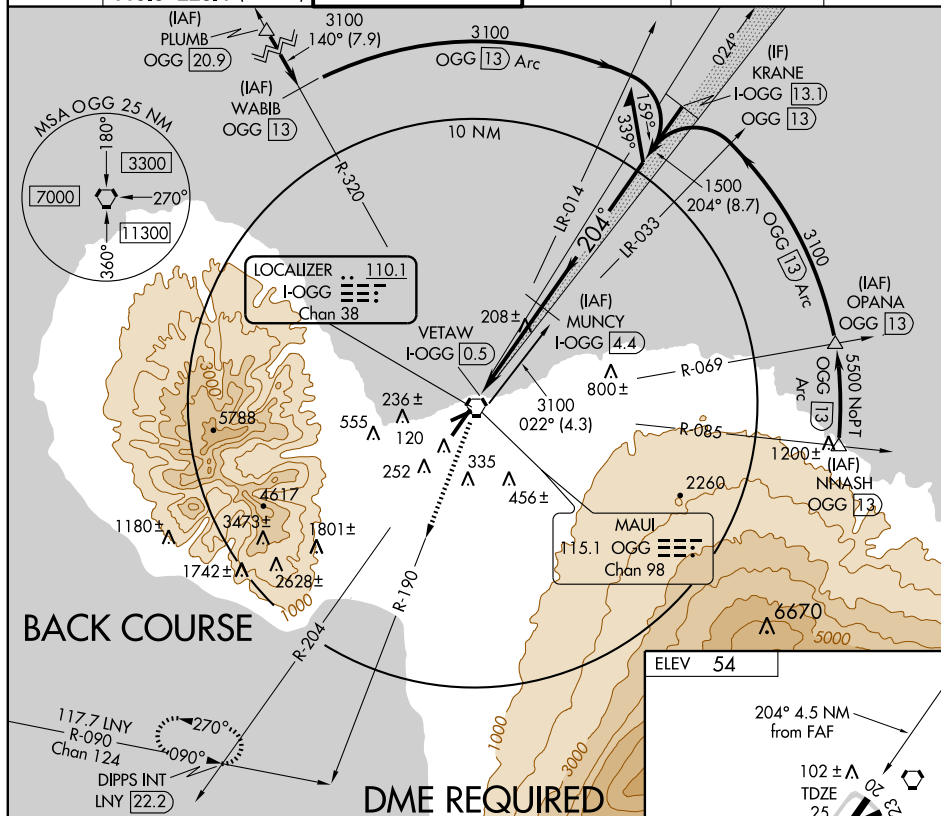 (IAF)
PLUMB
OGG 20.9
3100
140° (7.9)
3100
OGG 13 Arc
024°
(IF)
KRANE
I-OGG 13.1
OGG 13
(IAF)
WABIB
OGG 13
MSA OGG 25 NM
180°
3300
7000
270°
11300
360°
10 NM
159°
339°
1500
204° (8.7)
R-320
LR-014
204°
LR-033
3100
OGG 13 Arc
LOCALIZER 110.1
I-OGG
Chan 38
(IAF)
OPANA
OGG 13
208±
(IAF)
MUNCY
I-OGG 4.4
VETAW
I-OGG 0.5
800±
R-069
5500 NoPT
OGG 13 Arc
3000
5788
236±
555
120
3100
022° (4.3)
R-085
1200±
(IAF)
NNASH
OGG 13
252
335
456±
2260
4617
1180±
3473±
1801±
MAUI
115.1 OGG
Chan 98
1742±
2628±
1000
R-190
6670
5000
BACK COURSE
R-204
ELEV 54
117.7 LNY
R-090
Chan 124
270°
090°
204° 4.5 NM
from FAF
1000
3000
DIPPS INT
LNY 22.2
102 ±
TDZE
25
20
23
DME REQUIRED